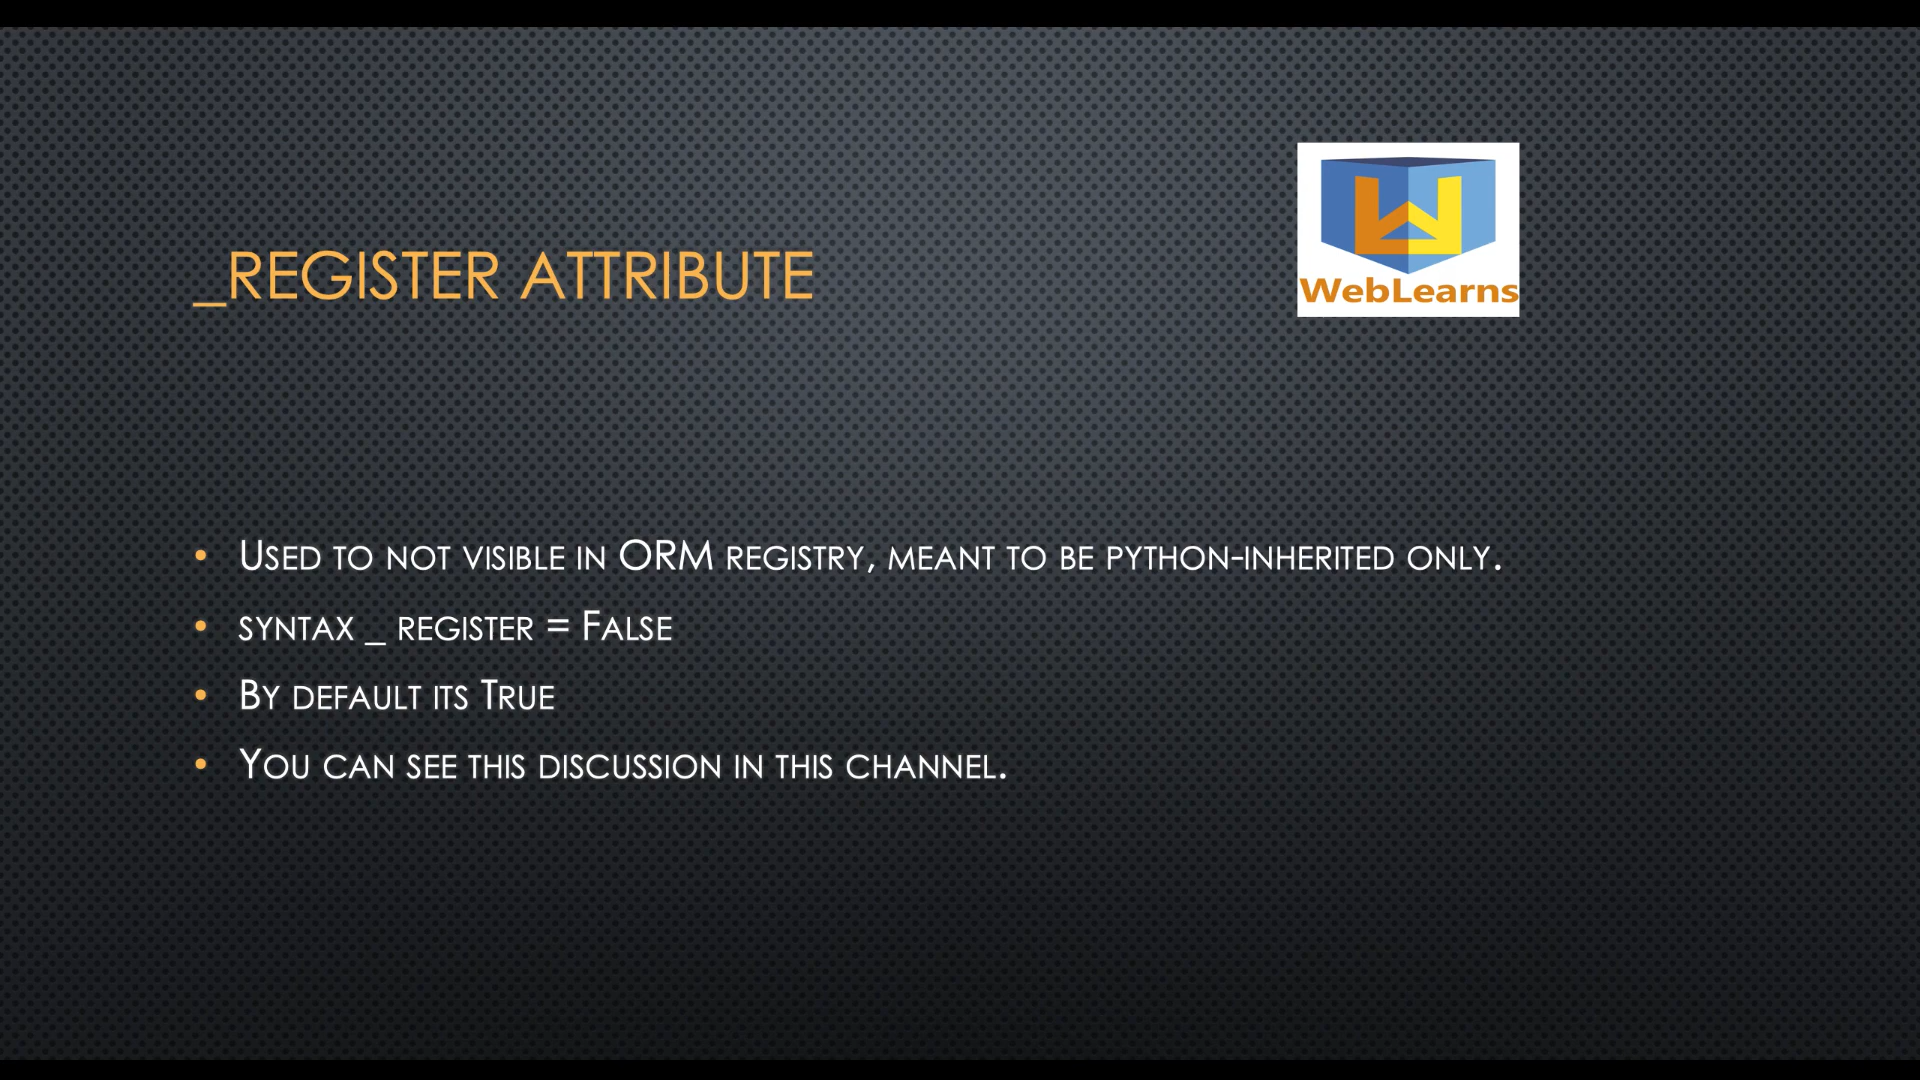 WebLearns
_REGISTER ATTRIBUTE
• Used to not visible in ORM registry, meant to be python-inherited only.
• syntax _ register = False
• By default its True
• You can see this discussion in this channel.